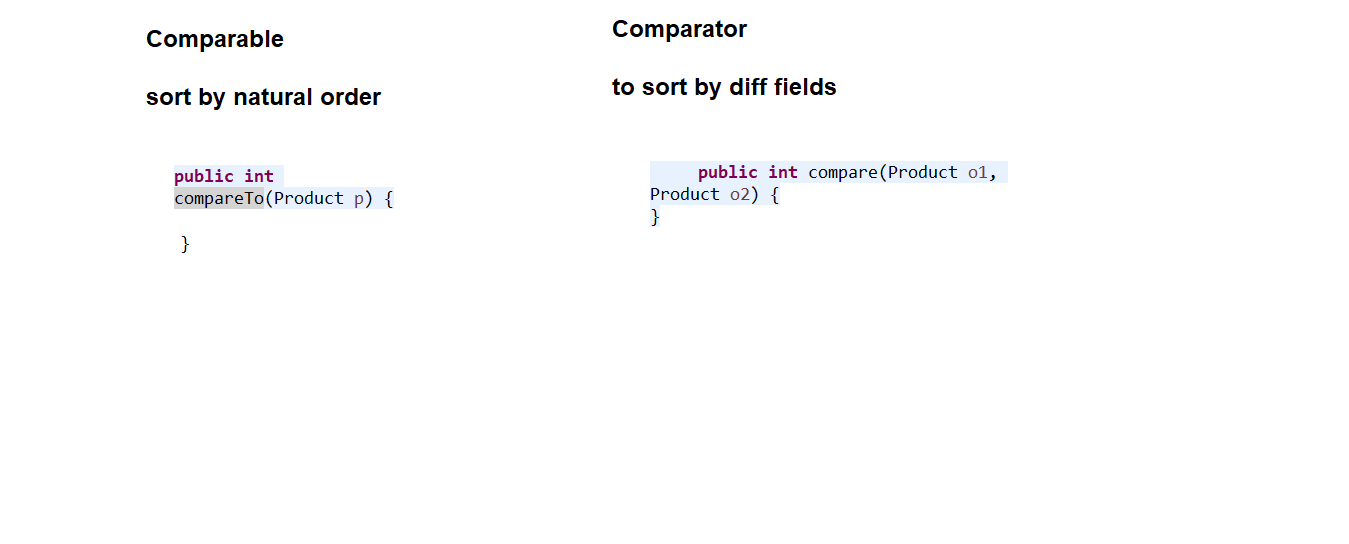 Comparable
sort by natural order
public int
compareTo(Product p) {
}
Comparator
to sort by diff fields
public int compare(Product o1,
Product o2) {
}